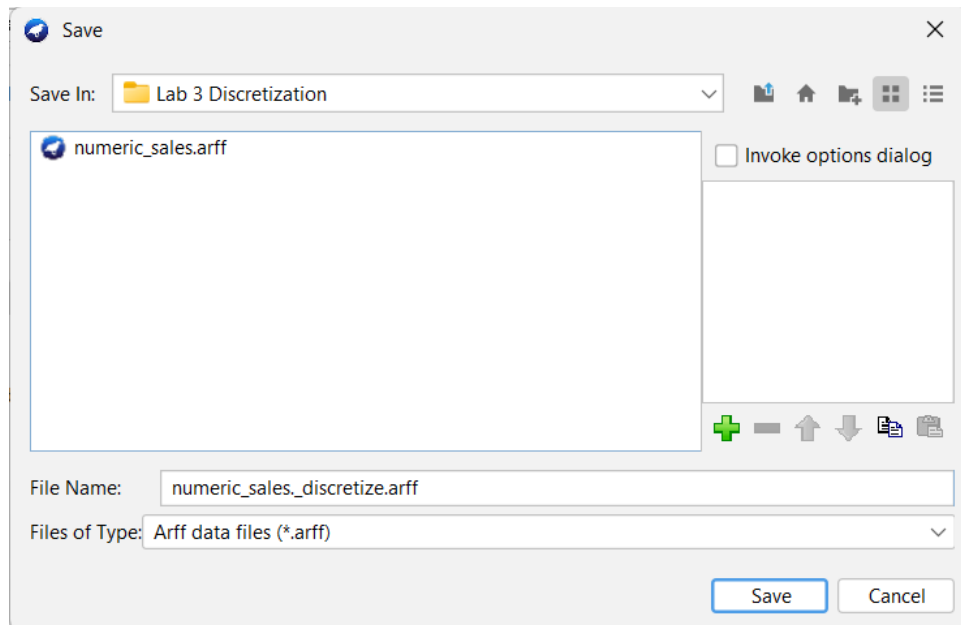 Save
Save In: Lab 3 Discretization
numeric_sales.arff
Invoke options dialog
File Name: numeric_sales._discretize.arff
Files of Type: Arff data files (*.arff)
Save Cancel